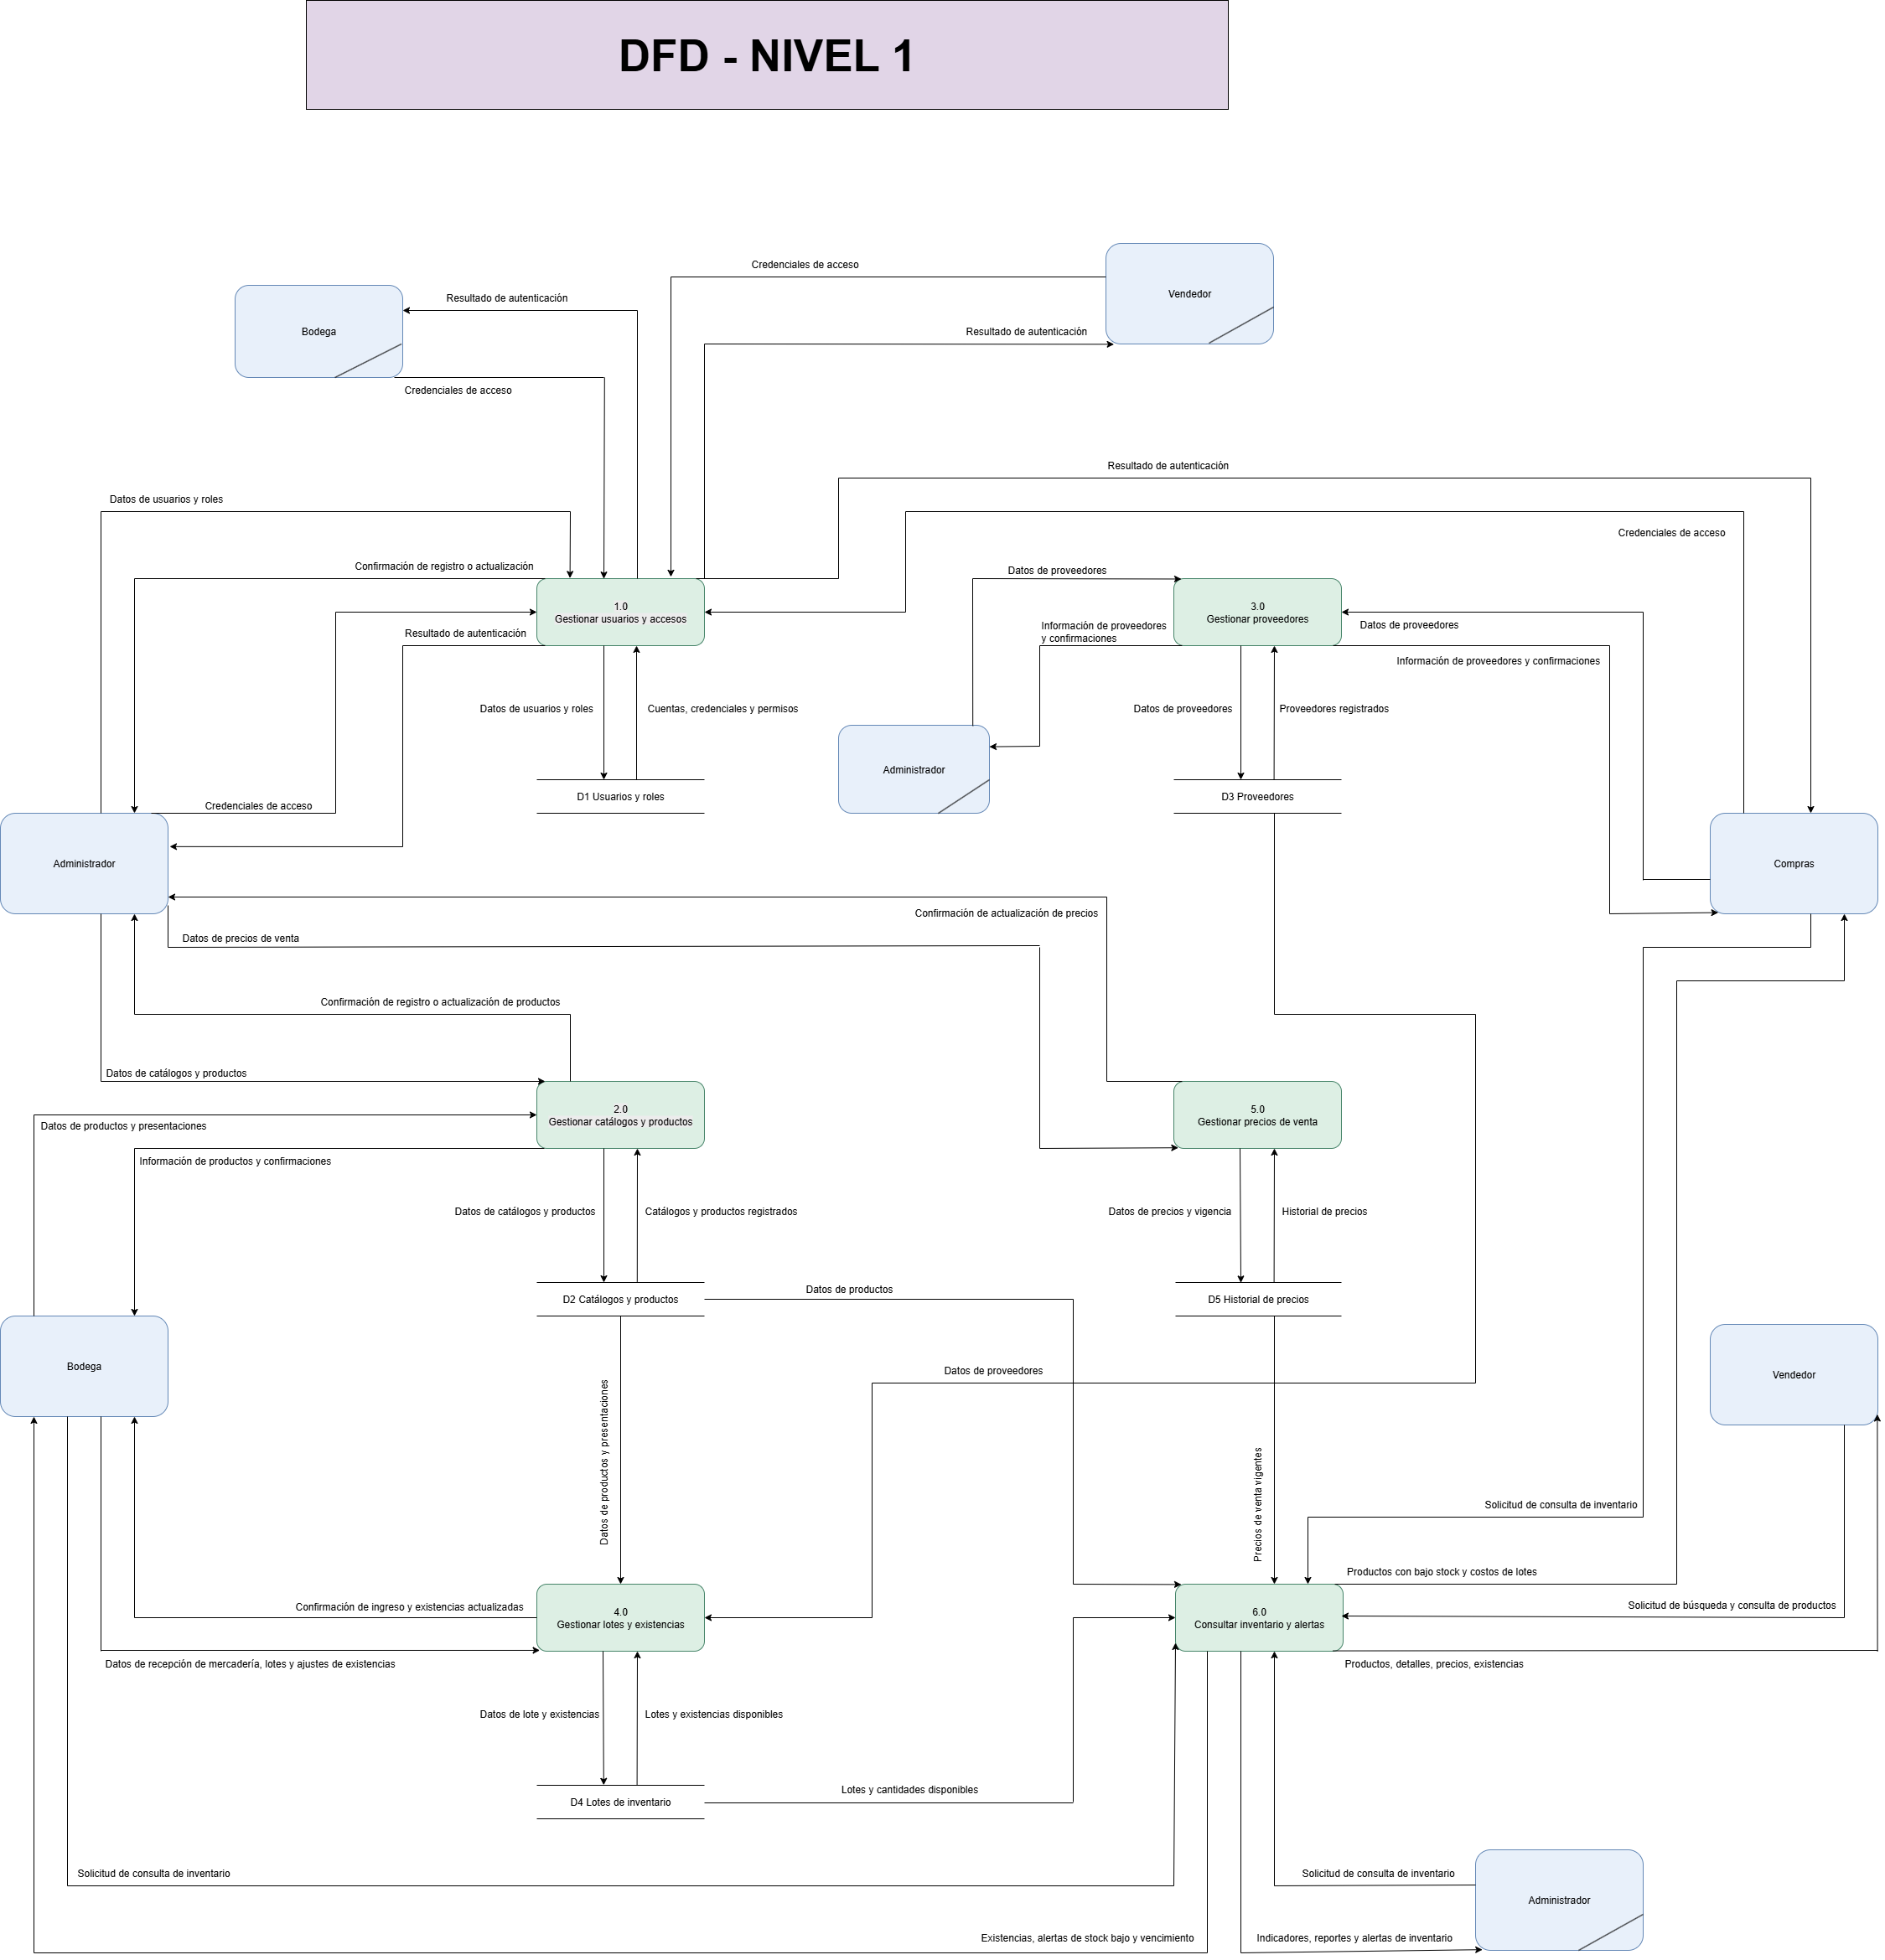 DFD - NIVEL 1
Credenciales de acceso
Vendedor
Resultado de autenticación
Bodega
Resultado de autenticación
Credenciales de acceso
Resultado de autenticación
Datos de usuarios y roles
Credenciales de acceso
Confirmación de registro o actualización
Datos de proveedores
1.0
Gestionar usuarios y accesos
3.0
Gestionar proveedores
Resultado de autenticación
Información de proveedores
y confirmaciones
Datos de proveedores
Información de proveedores y confirmaciones
Datos de usuarios y roles
Cuentas, credenciales y permisos
Datos de proveedores
Proveedores registrados
Administrador
D1 Usuarios y roles
D3 Proveedores
Credenciales de acceso
Administrador
Compras
Confirmación de actualización de precios
Datos de precios de venta
Confirmación de registro o actualización de productos
Datos de catálogos y productos
2.0
Gestionar catálogos y productos
5.0
Gestionar precios de venta
Datos de productos y presentaciones
Información de productos y confirmaciones
Datos de catálogos y productos
Catálogos y productos registrados
Datos de precios y vigencia
Historial de precios
Datos de productos
D2 Catálogos y productos
D5 Historial de precios
Bodega
Datos de proveedores
Vendedor
Datos de productos y presentaciones
Precios de venta vigentes
Solicitud de consulta de inventario
Productos con bajo stock y costos de lotes
Confirmación de ingreso y existencias actualizadas
4.0
Gestionar lotes y existencias
6.0
Consultar inventario y alertas
Solicitud de búsqueda y consulta de productos
Datos de recepción de mercadería, lotes y ajustes de existencias
Productos, detalles, precios, existencias
Datos de lote y existencias
Lotes y existencias disponibles
Lotes y cantidades disponibles
D4 Lotes de inventario
Solicitud de consulta de inventario
Solicitud de consulta de inventario
Administrador
Existencias, alertas de stock bajo y vencimiento
Indicadores, reportes y alertas de inventario